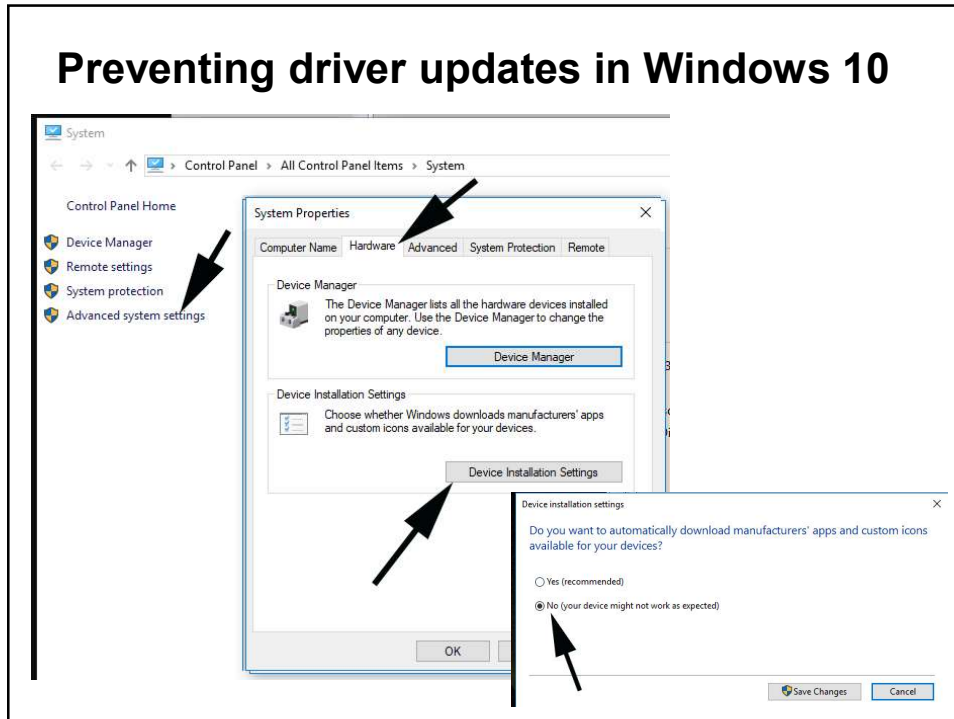 Preventing driver updates in Windows 10
System
Control Panel > All Control Panel Items > System
Control Panel Home
Device Manager
Remote settings
System protection
Advanced system settings
System Properties
Computer Name Hardware Advanced System Protection Remote
Device Manager
The Device Manager lists all the hardware devices installed
on your computer. Use the Device Manager to change the
properties of any device.
Device Manager
Device Installation Settings
Choose whether Windows downloads manufacturers' apps
and custom icons available for your devices.
Device Installation Settings
OK
Device installation settings
Do you want to automatically download manufacturers' apps and custom icons
available for your devices?
Yes (recommended)
No (your device might not work as expected)
Save Changes Cancel